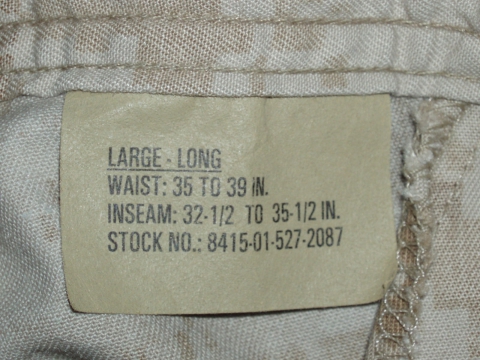 LARGE - LONG
WAIST: 35 TO 39 IN.
INSEAM: 32-1/2 TO 35-1/2 IN.
STOCK NO.: 8415-01-527-2087